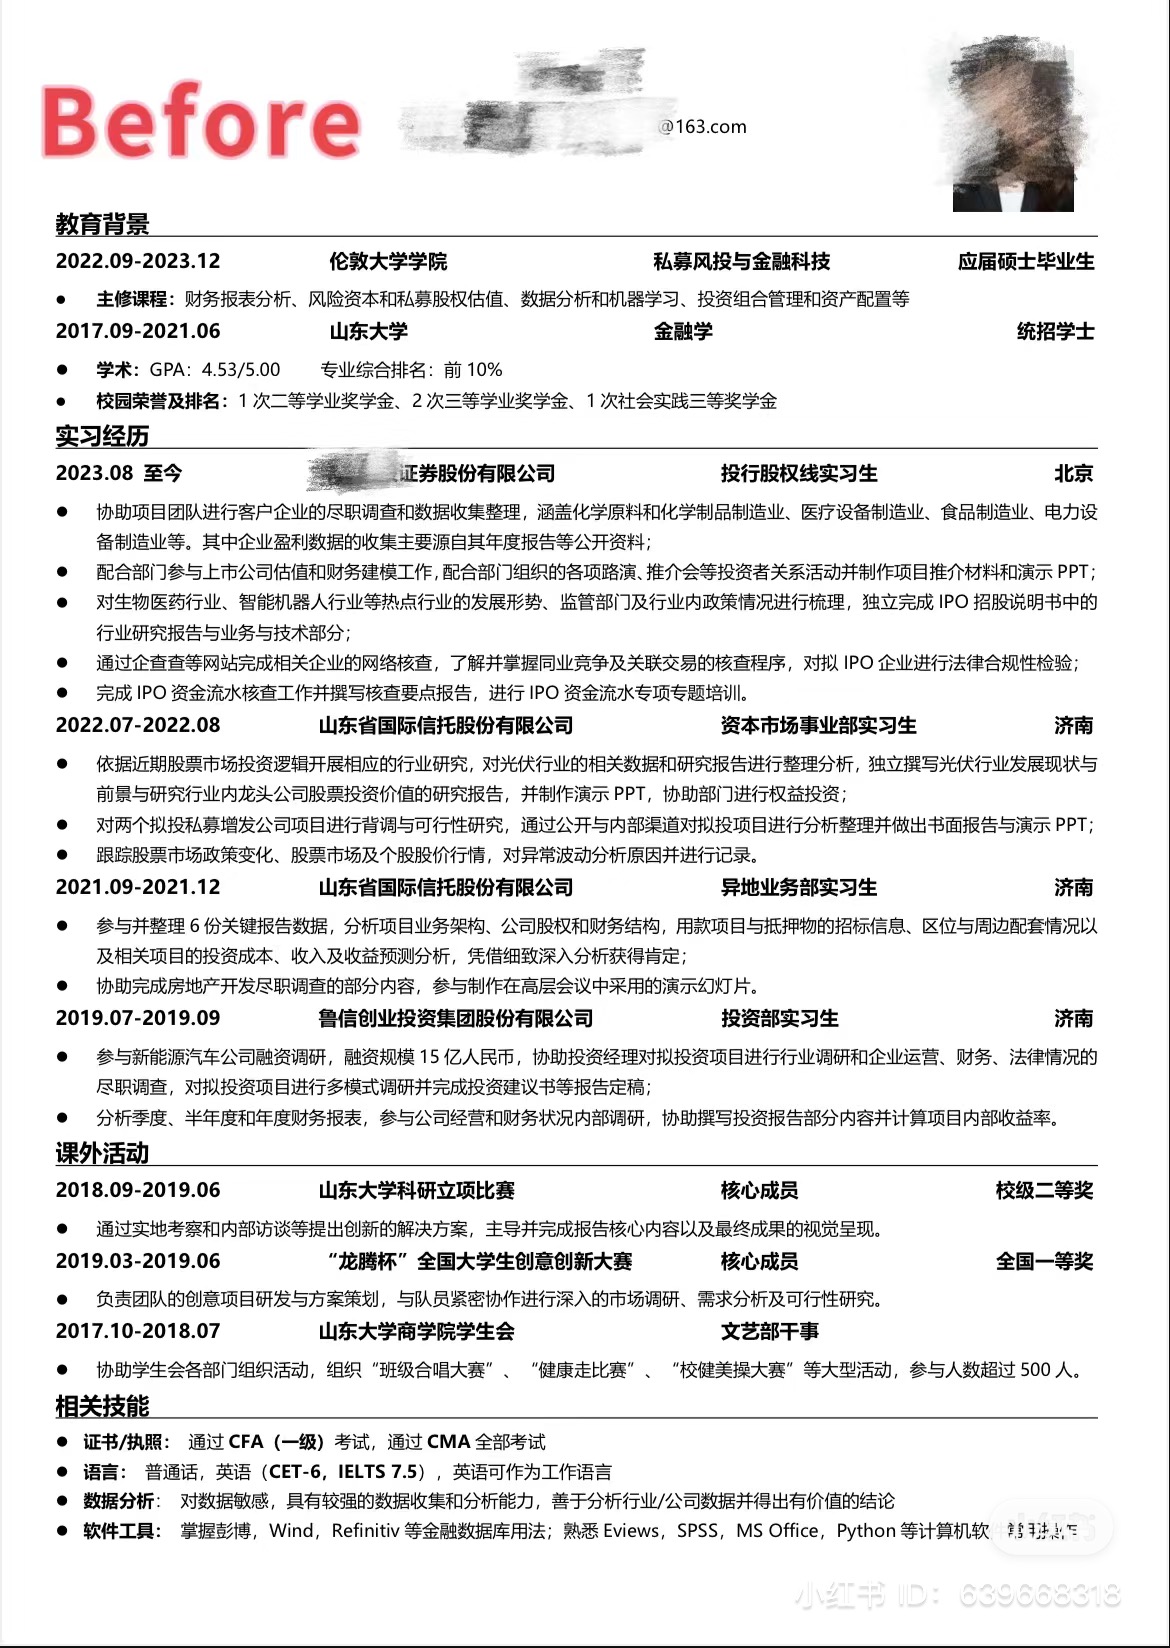 Before
@163.com
教育背景
2022.09-2023.12 伦敦大学学院 私募风投与金融科技 应届硕士毕业生
● 主修课程：财务报表分析、风险资本和私募股权估值、数据分析和机器学习、投资组合管理和资产配置等
2017.09-2021.06 山东大学 金融学 统招学士
● 学术：GPA：4.53/5.00 专业综合排名：前 10%
● 校园荣誉及排名：1 次二等学业奖学金、2 次三等学业奖学金、1 次社会实践三等奖学金
实习经历
2023.08 至今 证券股份有限公司 投行股权线实习生 北京
● 协助项目团队进行客户企业的尽职调查和数据收集整理，涵盖化学原料和化学制品制造业、医疗设备制造业、食品制造业、电力设
备制造业等。其中企业盈利数据的收集主要源自其年度报告等公开资料；
● 配合部门参与上市公司估值和财务建模工作，配合部门组织的各项路演、推介会等投资者关系活动并制作项目推介材料和演示 PPT；
● 对生物医药行业、智能机器人行业等热点行业的发展形势、监管部门及行业内政策情况进行梳理，独立完成 IPO 招股说明书中的
行业研究报告与业务与技术部分；
● 通过企查查等网站完成相关企业的网络核查，了解并掌握同业竞争及关联交易的核查程序，对拟 IPO 企业进行法律合规性检验；
● 完成 IPO 资金流水核查工作并撰写核查要点报告，进行 IPO 资金流水专项专题培训。
2022.07-2022.08 山东省国际信托股份有限公司 资本市场事业部实习生 济南
● 依据近期股票市场投资逻辑开展相应的行业研究，对光伏行业的相关数据和研究报告进行整理分析，独立撰写光伏行业发展现状与
前景与研究行业内龙头公司股票投资价值的研究报告，并制作演示 PPT，协助部门进行权益投资；
● 对两个拟投私募增发公司项目进行背调与可行性研究，通过公开与内部渠道对拟投项目进行分析整理并做出书面报告与演示 PPT；
● 跟踪股票市场政策变化、股票市场及个股股价行情，对异常波动分析原因并进行记录。
2021.09-2021.12 山东省国际信托股份有限公司 异地业务部实习生 济南
● 参与并整理 6 份关键报告数据，分析项目业务架构、公司股权和财务结构，用款项目与抵押物的招标信息、区位与周边配套情况以
及相关项目的投资成本、收入及收益预测分析，凭借细致深入分析获得肯定；
● 协助完成房地产开发尽职调查的部分内容，参与制作在高层会议中采用的演示幻灯片。
2019.07-2019.09 鲁信创业投资集团股份有限公司 投资部实习生 济南
● 参与新能源汽车公司融资调研，融资规模 15 亿人民币，协助投资经理对拟投资项目进行行业调研和企业运营、财务、法律情况的
尽职调查，对拟投资项目进行多模式调研并完成投资建议书等报告定稿；
● 分析季度、半年度和年度财务报表，参与公司经营和财务状况内部调研，协助撰写投资报告部分内容并计算项目内部收益率。
课外活动
2018.09-2019.06 山东大学科研立项比赛 核心成员 校级二等奖
● 通过实地考察和内部访谈等提出创新的解决方案，主导并完成报告核心内容以及最终成果的视觉呈现。
2019.03-2019.06 “龙腾杯”全国大学生创意创新大赛 核心成员 全国一等奖
● 负责团队的创意项目研发与方案策划，与队员紧密协作进行深入的市场调研、需求分析及可行性研究。
2017.10-2018.07 山东大学商学院学生会 文艺部干事
● 协助学生会各部门组织活动，组织“班级合唱大赛”、“健康走比赛”、“校健美操大赛”等大型活动，参与人数超过 500 人。
相关技能
● 证书/执照： 通过 CFA（一级）考试，通过 CMA 全部考试
● 语言： 普通话，英语（CET-6，IELTS 7.5），英语可作为工作语言
● 数据分析： 对数据敏感，具有较强的数据收集和分析能力，善于分析行业/公司数据并得出有价值的结论
● 软件工具： 掌握彭博，Wind，Refinitiv 等金融数据库用法；熟悉 Eviews，SPSS，MS Office，Python 等计算机软件常用操作
小红书
小红书 ID：639668318